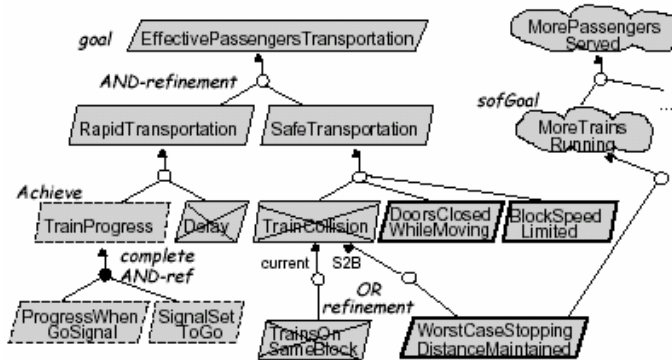 goal
EffectivePassengersTransportation
MorePassengers
Served
AND-refinement
sofGoal
RapidTransportation
SafeTransportation
MoreTrains
Running
...
Achieve
TrainProgress
Delay
TrainCollision
DoorsClosed
WhileMoving
BlockSpeed
Limited
complete
AND-ref
current
S2B
OR
refinement
ProgressWhen
GoSignal
SignalSet
ToGo
TrainsOn
SameBlock
WorstCaseStopping
DistanceMaintained